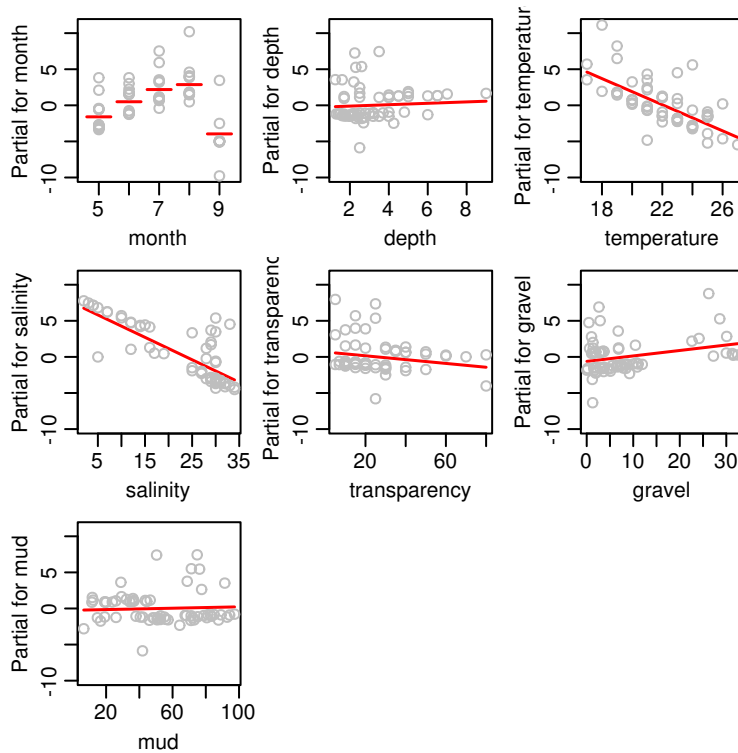 Partial for month
5
0
-10
5 7 9
month
Partial for depth
5
0
-10
2 4 6 8
depth
Partial for temperatur
5
0
-10
18 22 26
temperature
Partial for salinity
5
0
-10
5 15 25 35
salinity
Partial for transparenc
5
0
-10
20 60
transparency
Partial for gravel
5
0
-10
0 10 30
gravel
Partial for mud
5
0
-10
20 60 100
mud